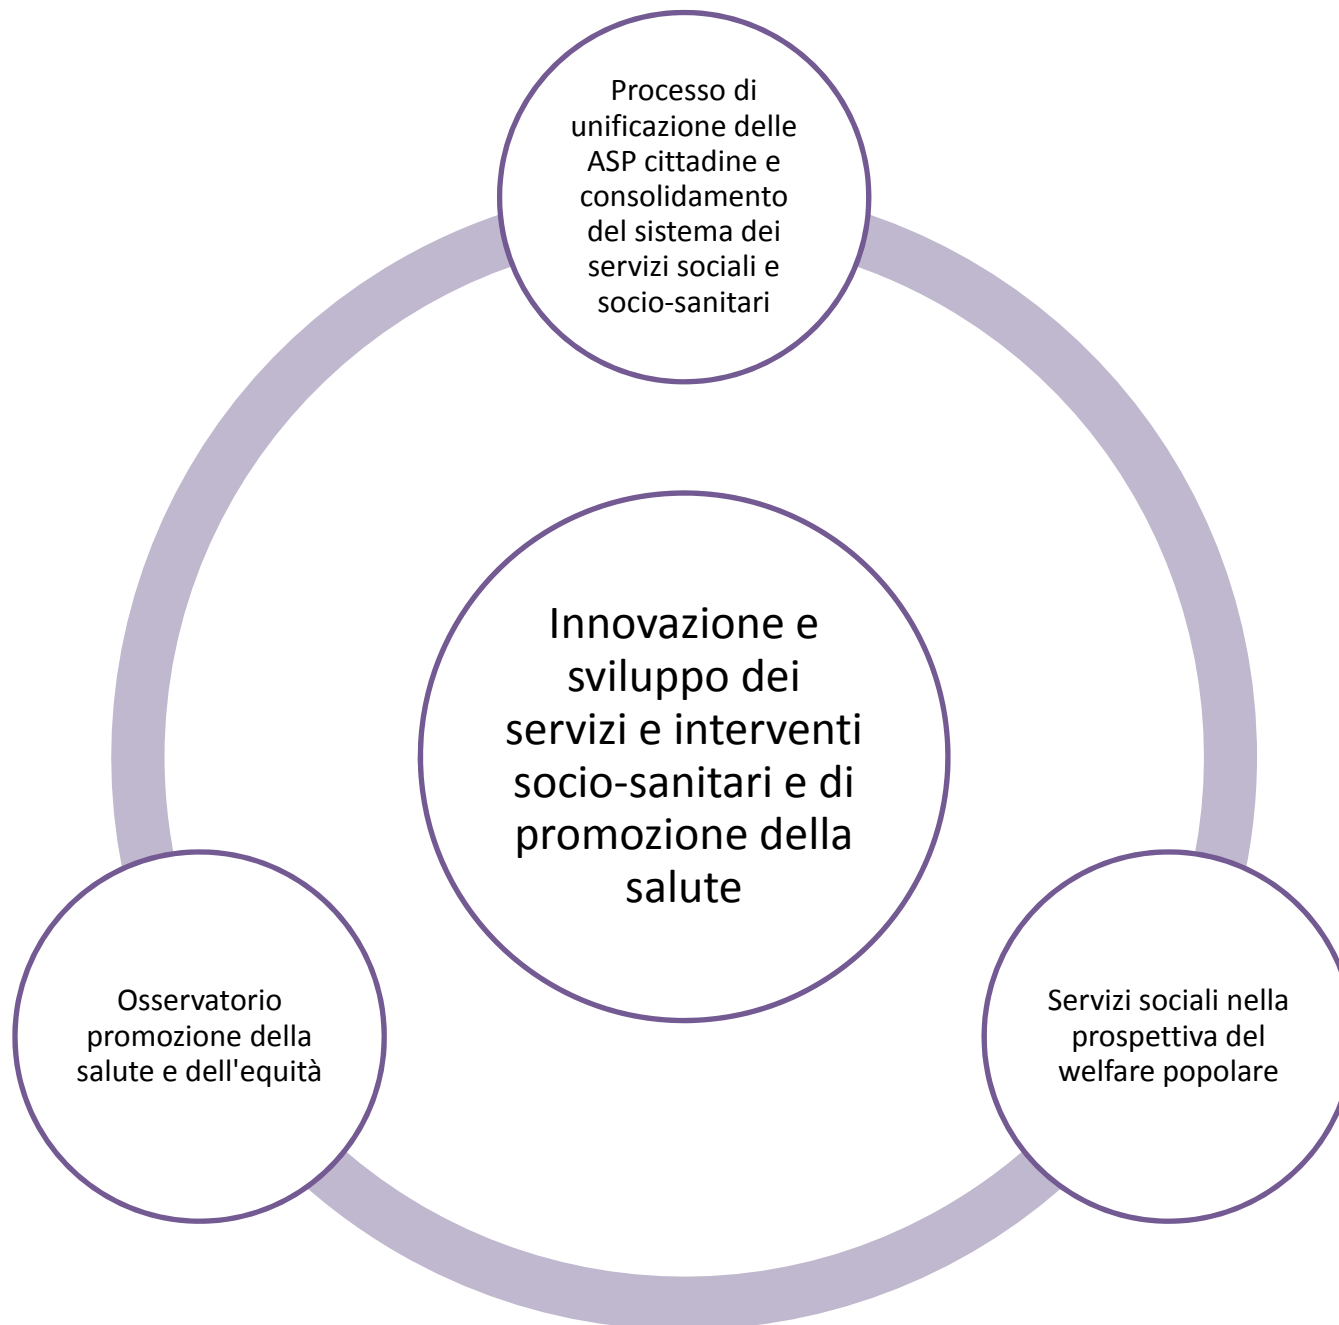 Processo di
unificazione delle
ASP cittadine e
consolidamento
del sistema dei
servizi sociali e
socio-sanitari
Innovazione e
sviluppo dei
servizi e interventi
socio-sanitari e di
promozione della
salute
Osservatorio
promozione della
salute e dell'equità
Servizi sociali nella
prospettiva del
welfare popolare